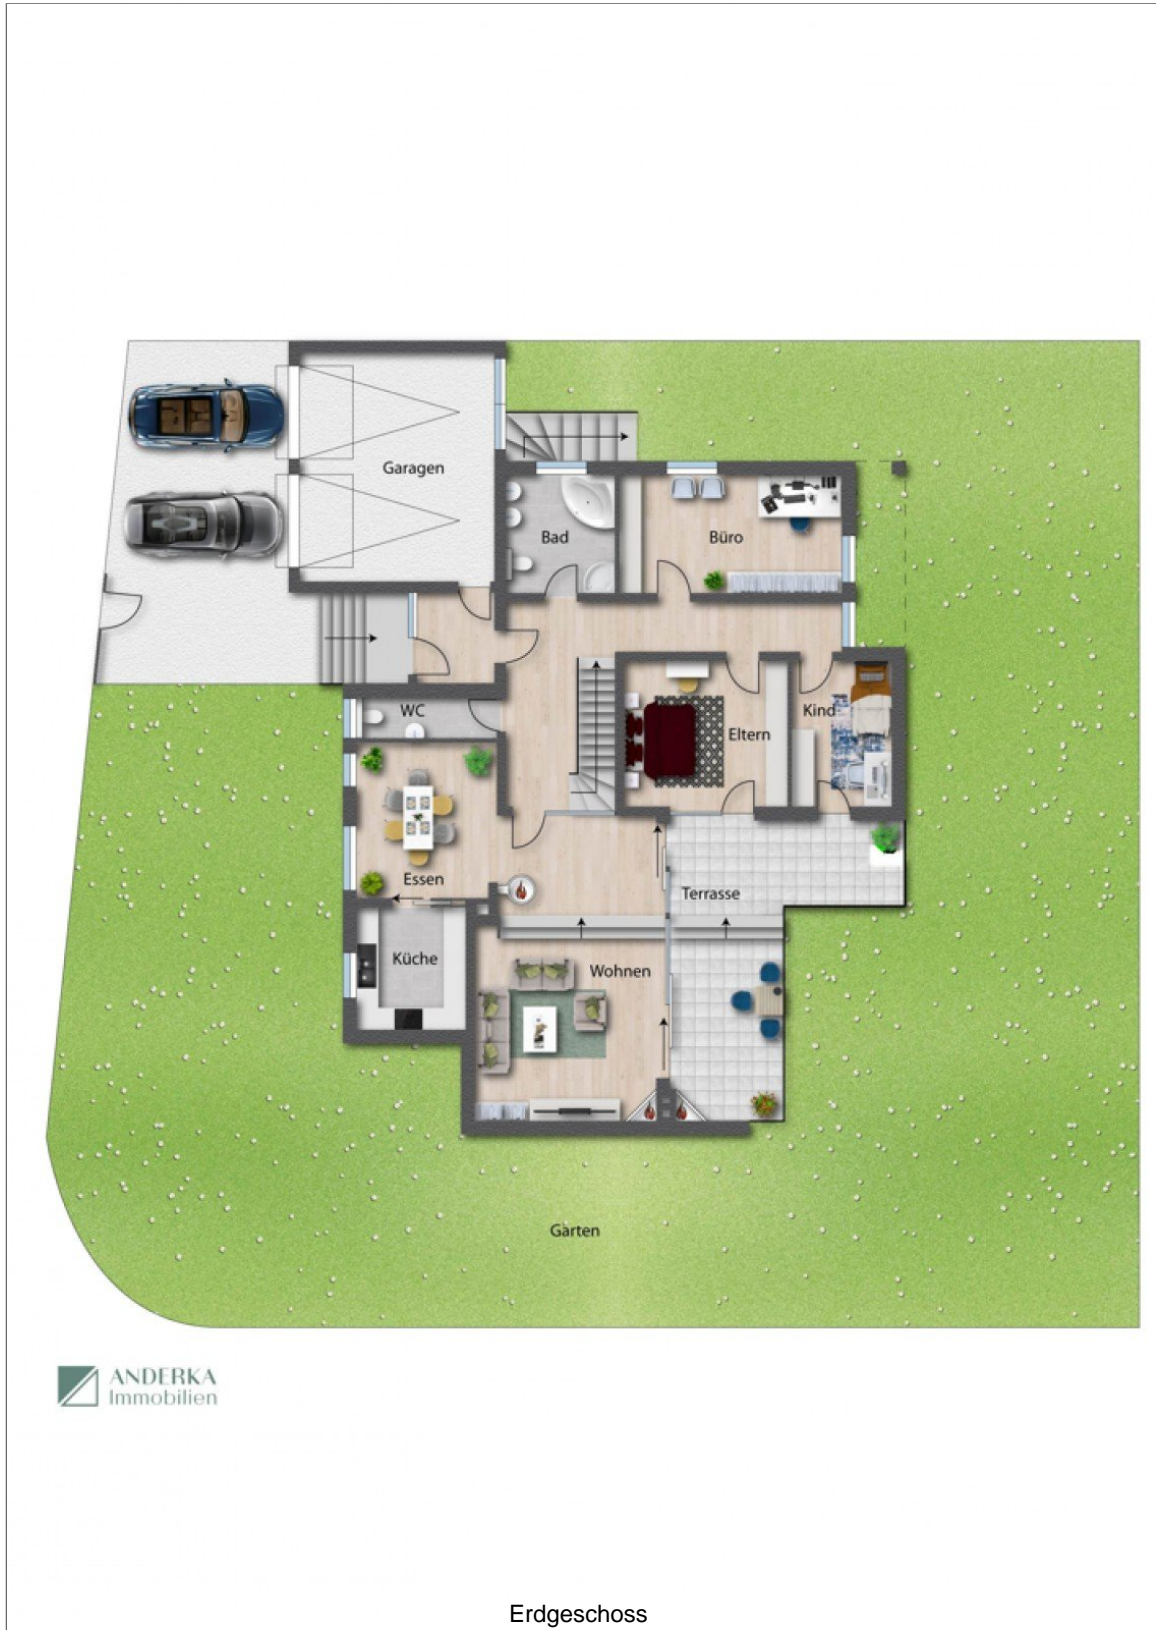 Garagen
Bad
Büro
WC
Kind
Eltern
Essen
Terrasse
Küche
Wohnen
Garten
ANDERKA
Immobilien
Erdgeschoss